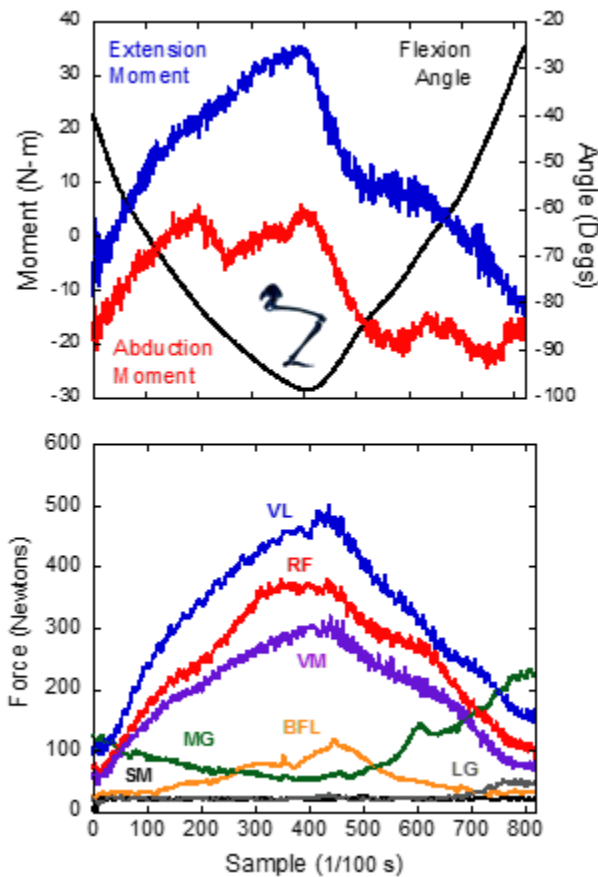 40
30
20
10
0
-10
-20
-30
Moment (N-m)
Extension
Moment
Flexion
Angle
Abduction
Moment
-20
-30
-40
-50
-60
-70
-80
-90
-100
Angle (Degs)
600
500
400
300
200
100
0
Force (Newtons)
VL
RF
VM
MG
BFL
SM
LG
0
100
200
300
400
500
600
700
800
Sample (1/100 s)